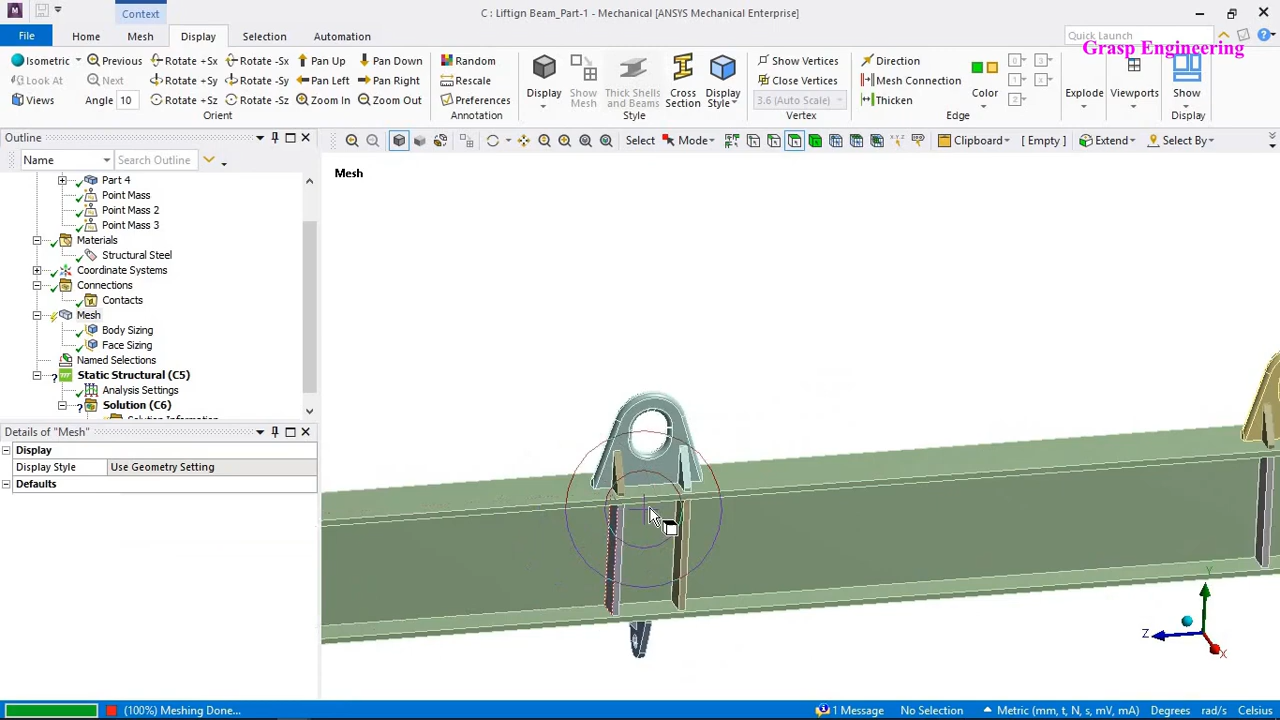 C : Liftign Beam_Part-1 - Mechanical [ANSYS Mechanical Enterprise]
Context
File Home Mesh Display Selection Automation
Quick Launch
Grasp Engineering
Isometric Previous Rotate +Sx Rotate -Sx Pan Up Pan Down Random
Look At Next Rotate +Sy Rotate -Sy Pan Left Pan Right Rescale
Views Angle 10 Rotate +Sz Rotate -Sz Zoom In Zoom Out Preferences
Orient Annotation
Display
Show Mesh
Thick Shells and Beams
Cross Section
Display Style
Style
Show Vertices
Close Vertices
3.6 (Auto Scale)
Vertex
Direction
Mesh Connection
Thicken
Color
Edge
Explode
Viewports
Show
Display
Outline
Name Search Outline
Select Mode Clipboard [ Empty ] Extend Select By
Part 4
Point Mass
Point Mass 2
Point Mass 3
Materials
Structural Steel
Coordinate Systems
Connections
Contacts
Mesh
Body Sizing
Face Sizing
Named Selections
Static Structural (C5)
Analysis Settings
Solution (C6)
Solution Information
Details of "Mesh"
Display
Display Style Use Geometry Setting
Defaults
Mesh
Y
Z
X
(100%) Meshing Done... 1 Message No Selection Metric (mm, t, N, s, mV, mA) Degrees rad/s Celsius